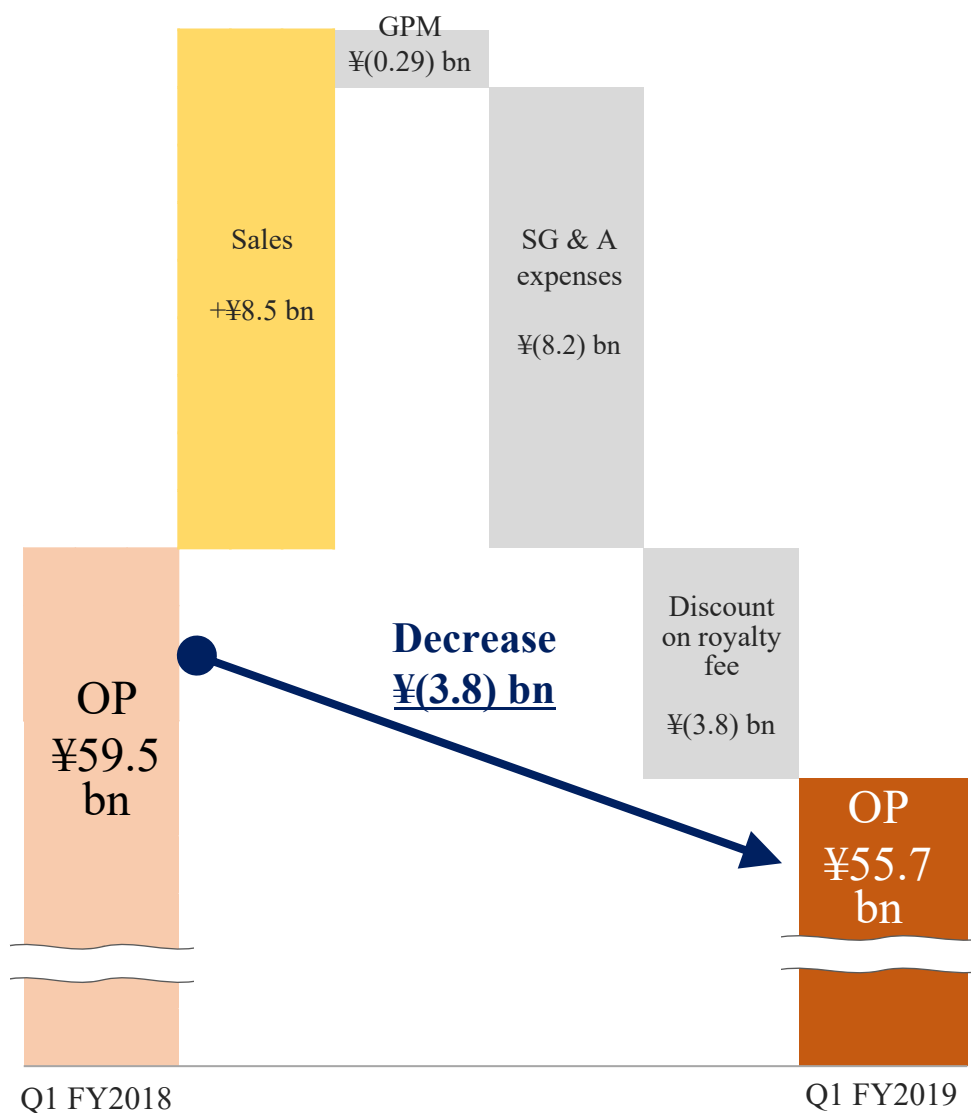 GPM
¥(0.29) bn
Sales
+¥8.5 bn
SG & A
expenses
¥(8.2) bn
Discount
on royalty
fee
¥(3.8) bn
Decrease
¥(3.8) bn
OP
¥59.5
bn
OP
¥55.7
bn
Q1 FY2018
Q1 FY2019